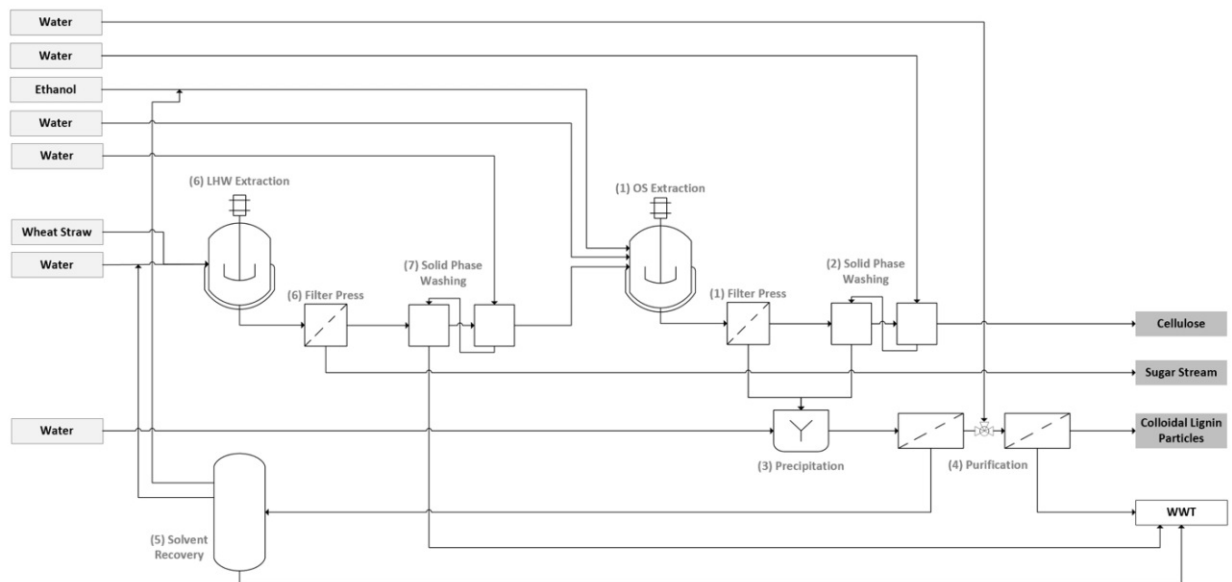 Water
Water
Ethanol
Water
Water
(6) LHW Extraction
(1) OS Extraction
Wheat Straw
Water
(7) Solid Phase
Washing
(2) Solid Phase
Washing
(6) Filter Press
(1) Filter Press
Cellulose
Sugar Stream
Water
Colloidal Lignin
Particles
(3) Precipitation
(4) Purification
WWT
(5) Solvent
Recovery